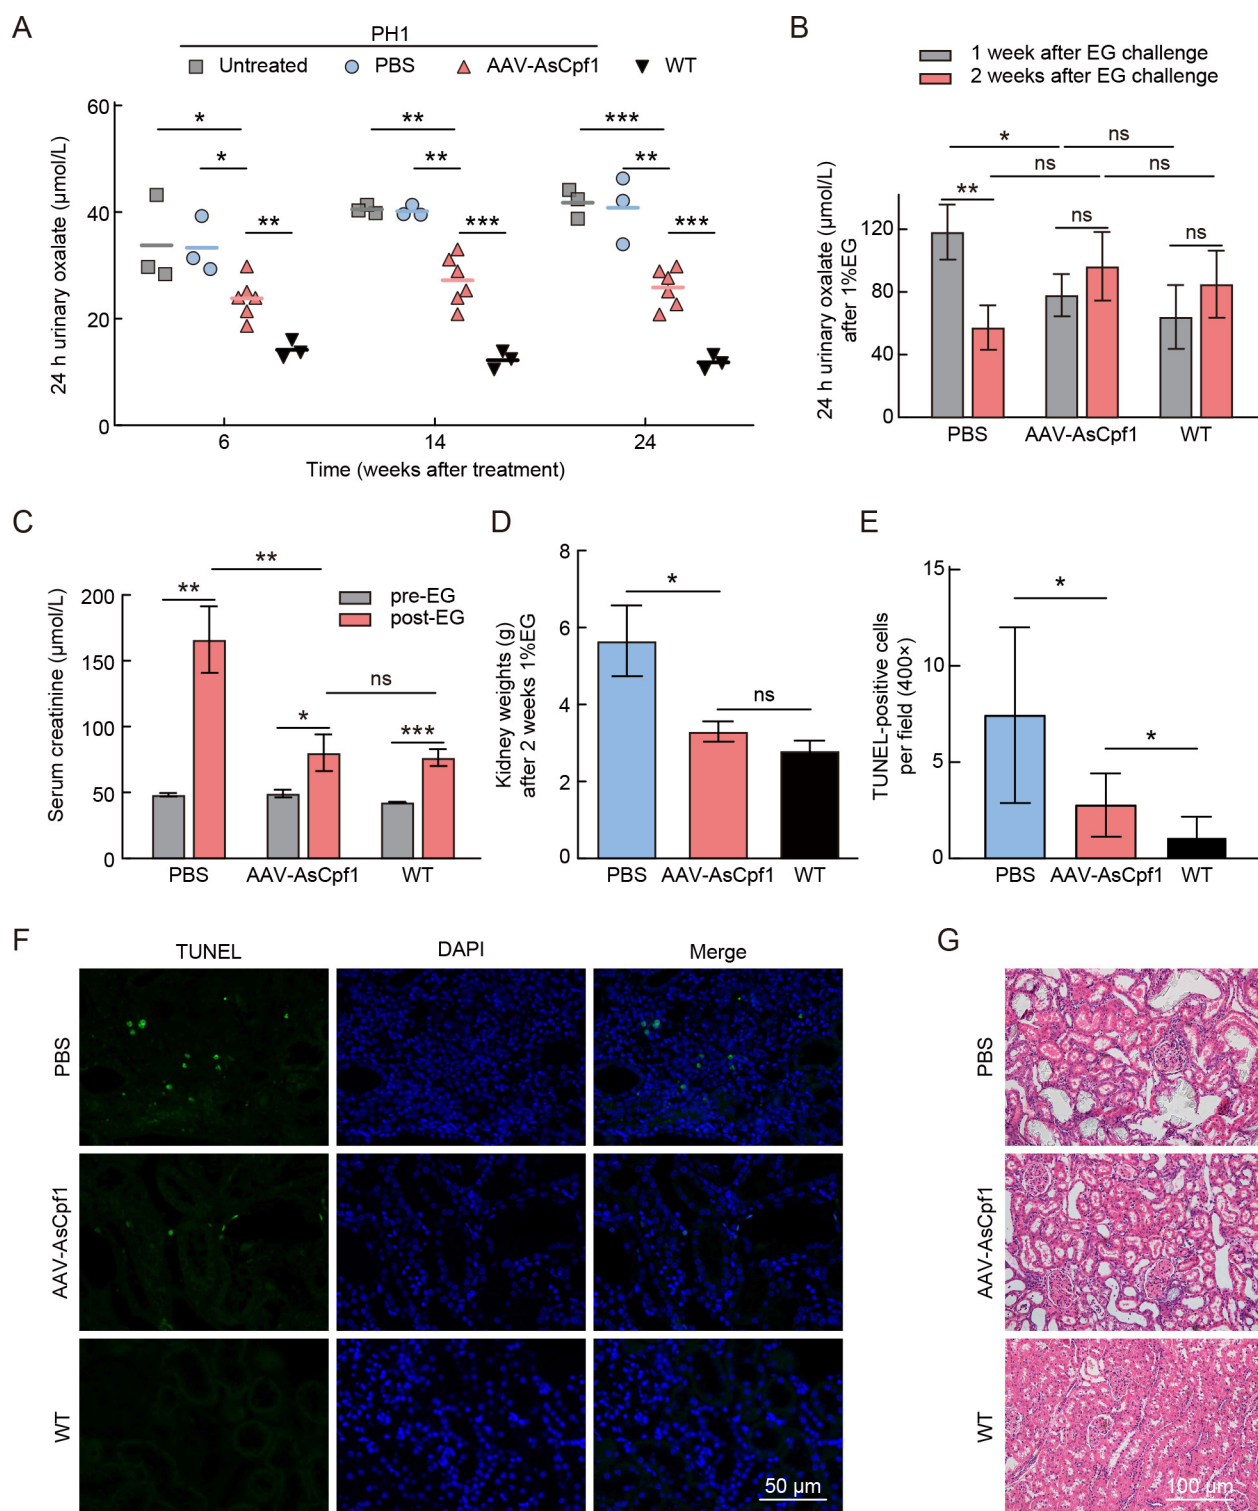 A
PH1
Untreated PBS AAV-AsCpf1 WT
24 h urinary oxalate (μmol/L)
60
40
20
0
* ** ***
* ** **
** *** ***
6 14 24
Time (weeks after treatment)
B
1 week after EG challenge
2 weeks after EG challenge
24 h urinary oxalate (μmol/L)
after 1%EG
120
80
40
0
** * ns
ns ns
ns ns
PBS AAV-AsCpf1 WT
C
Serum creatinine (μmol/L)
200
150
100
50
0
pre-EG
post-EG
** **
* ns ***
PBS AAV-AsCpf1 WT
D
Kidney weights (g)
after 2 weeks 1%EG
8
6
4
2
0
* ns
PBS AAV-AsCpf1 WT
E
TUNEL-positive cells
per field (400×)
15
10
5
0
* *
PBS AAV-AsCpf1 WT
F
TUNEL DAPI Merge
PBS
AAV-AsCpf1
WT
50 μm
G
PBS
AAV-AsCpf1
WT
100 μm